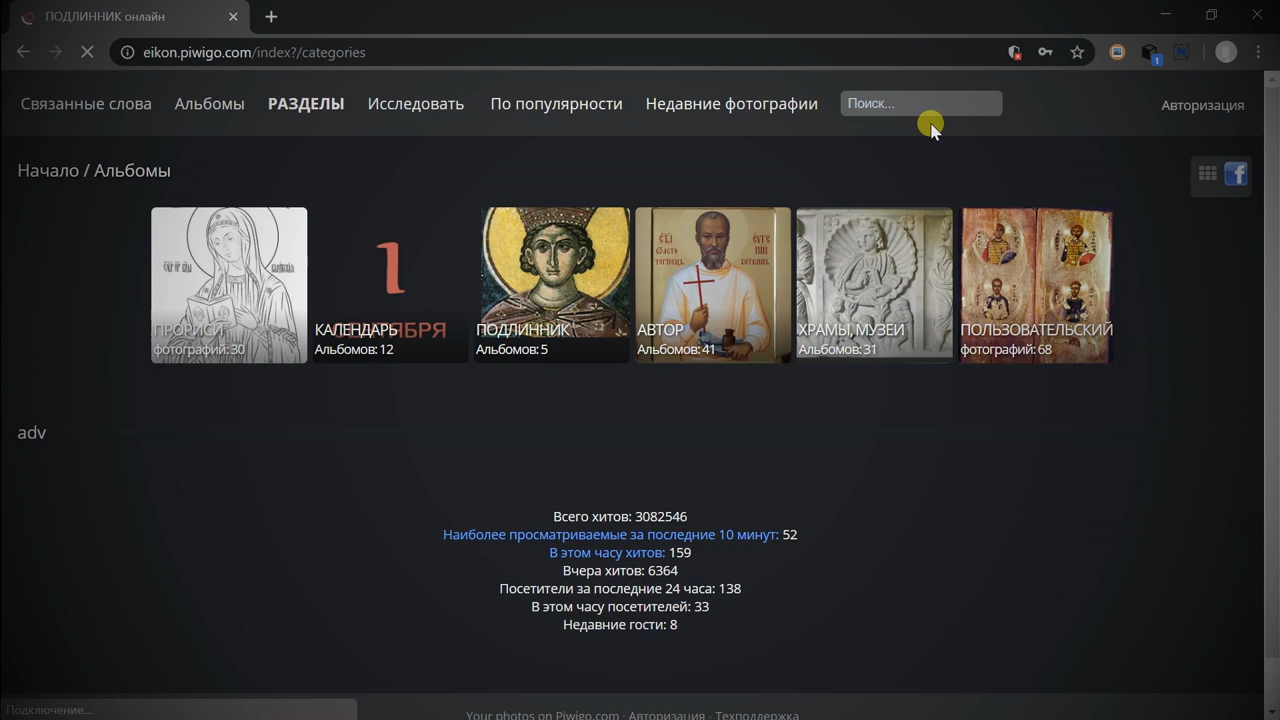 ПОДЛИННИК онлайн
eikon.piwigo.com/index?/categories
1
Связанные слова
Альбомы
РАЗДЕЛЫ
Исследовать
По популярности
Недавние фотографии
Поиск...
Авторизация
Начало / Альбомы
ПРОРИСИ
фотографий: 30
1
КАЛЕНДАРЬ
Альбомов: 12
ПОДЛИННИК
Альбомов: 5
АВТОР
Альбомов: 41
ХРАМЫ, МУЗЕИ
Альбомов: 31
ПОЛЬЗОВАТЕЛЬСКИЙ
фотографий: 68
adv
Всего хитов: 3082546
Наиболее просматриваемые за последние 10 минут: 52
В этом часу хитов: 159
Вчера хитов: 6364
Посетители за последние 24 часа: 138
В этом часу посетителей: 33
Недавние гости: 8
Подключение...
Your photos on Piwigo.com · Авторизация - Техподдержка